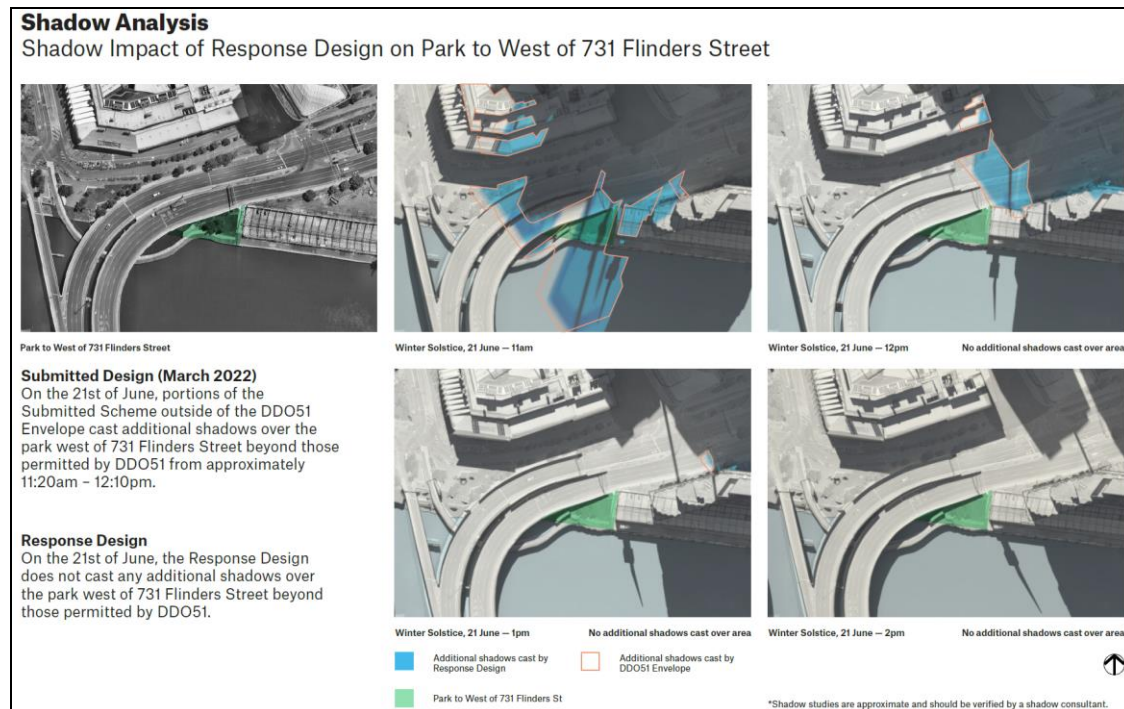 Shadow Analysis
Shadow Impact of Response Design on Park to West of 731 Flinders Street
Park to West of 731 Flinders Street
Winter Solstice, 21 June — 11am
Winter Solstice, 21 June — 12pm
No additional shadows cast over area
Submitted Design (March 2022)
On the 21st of June, portions of the
Submitted Scheme outside of the DDO51
Envelope cast additional shadows over the
park west of 731 Flinders Street beyond those
permitted by DDO51 from approximately
11:20am – 12:10pm.
Response Design
On the 21st of June, the Response Design
does not cast any additional shadows over
the park west of 731 Flinders Street beyond
those permitted by DDO51.
Winter Solstice, 21 June — 1pm
No additional shadows cast over area
Winter Solstice, 21 June — 2pm
No additional shadows cast over area
Additional shadows cast by
Response Design
Additional shadows cast by
DDO51 Envelope
Park to West of 731 Flinders St
*Shadow studies are approximate and should be verified by a shadow consultant.